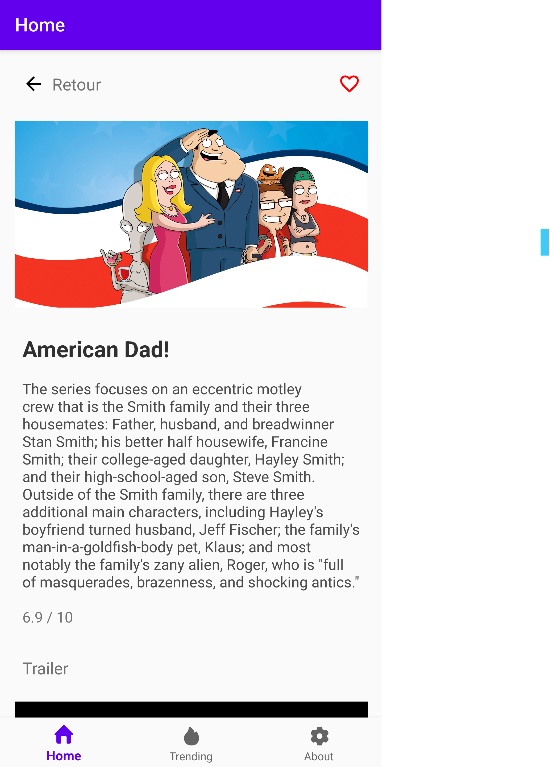 Home
Retour
American Dad!
The series focuses on an eccentric motley
crew that is the Smith family and their three
housemates: Father, husband, and breadwinner
Stan Smith; his better half housewife, Francine
Smith; their college-aged daughter, Hayley Smith;
and their high-school-aged son, Steve Smith.
Outside of the Smith family, there are three
additional main characters, including Hayley's
boyfriend turned husband, Jeff Fischer; the family's
man-in-a-goldfish-body pet, Klaus; and most
notably the family's zany alien, Roger, who is "full
of masquerades, brazenness, and shocking antics."
6.9 / 10
Trailer
Home
Trending
About